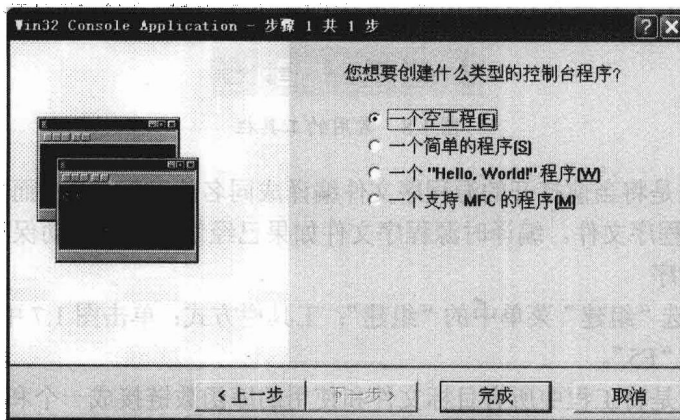 Win32 Console Application - 步骤 1 共 1 步
您想要创建什么类型的控制台程序?
一个空工程(E)
一个简单的程序(S)
一个 "Hello, World!" 程序(W)
一个支持 MFC 的程序(M)
<上一步
下一步>
完成
取消